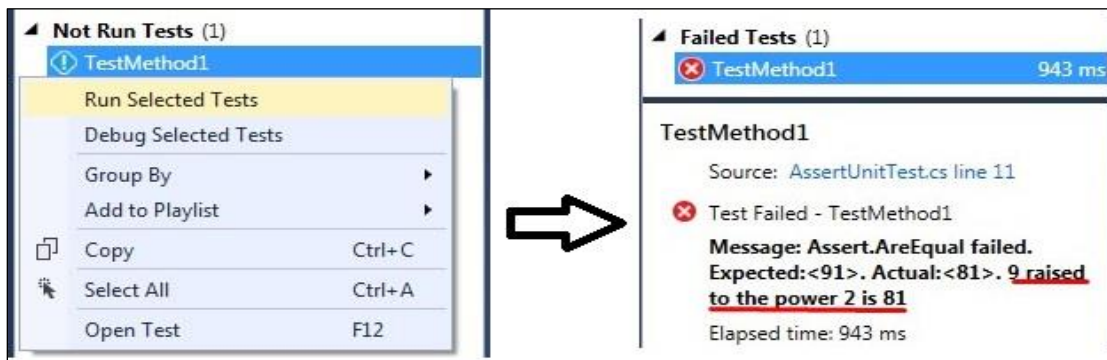 Not Run Tests (1)
TestMethod1
Run Selected Tests
Debug Selected Tests
Group By
Add to Playlist
Copy Ctrl+C
Select All Ctrl+A
Open Test F12
Failed Tests (1)
TestMethod1 943 ms
TestMethod1
Source: AssertUnitTest.cs line 11
Test Failed - TestMethod1
Message: Assert.AreEqual failed.
Expected:<91>. Actual:<81>. 9 raised
to the power 2 is 81
Elapsed time: 943 ms